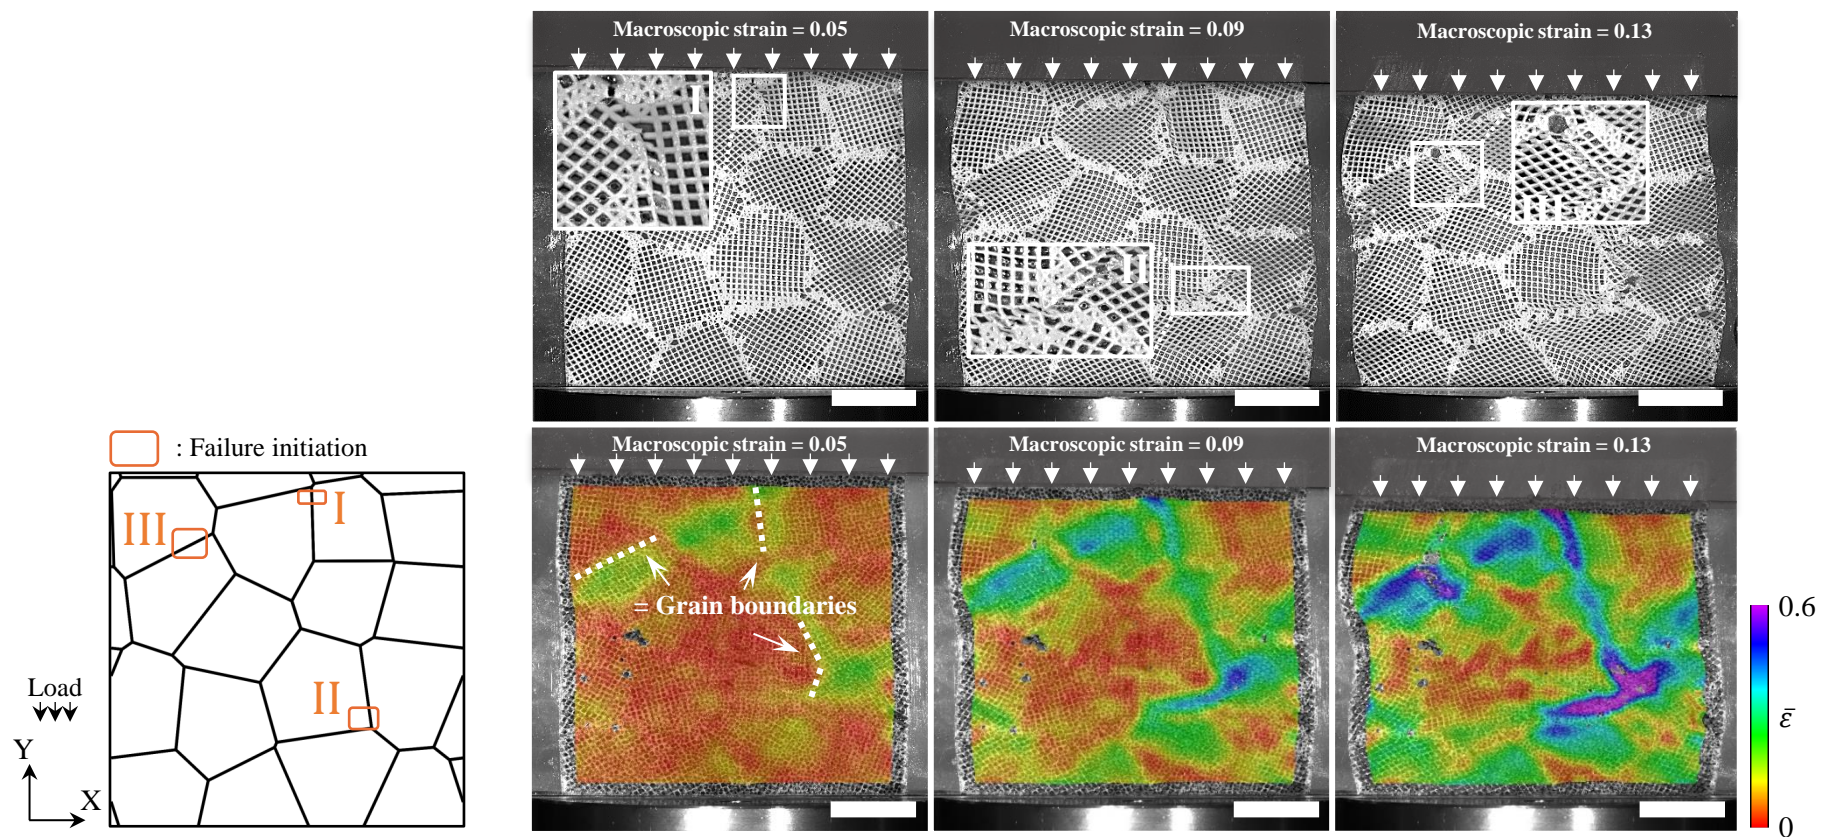 Macroscopic strain = 0.05
Macroscopic strain = 0.09
Macroscopic strain = 0.13
I
II
III
: Failure initiation
I
III
II
Load
Y
X
Macroscopic strain = 0.05
Macroscopic strain = 0.09
Macroscopic strain = 0.13
= Grain boundaries
0.6
ε̄
0